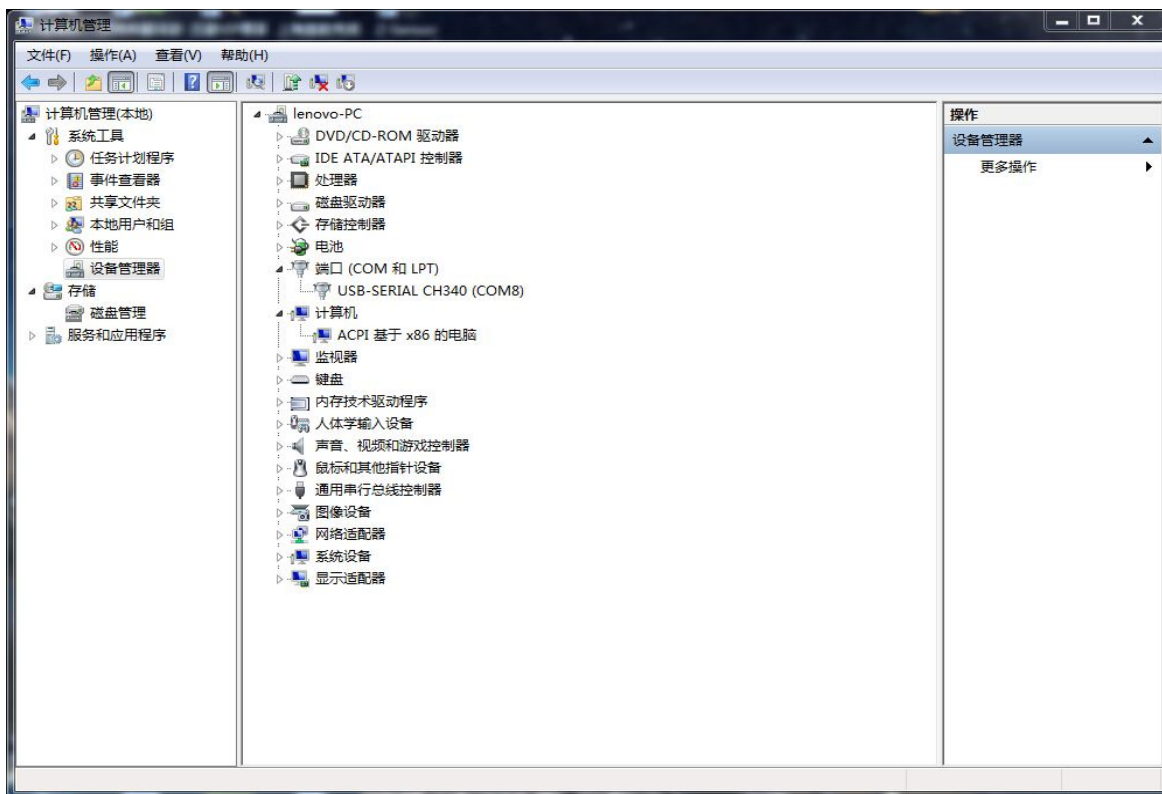 计算机管理
文件(F) 操作(A) 查看(V) 帮助(H)
计算机管理(本地)
系统工具
任务计划程序
事件查看器
共享文件夹
本地用户和组
性能
设备管理器
存储
磁盘管理
服务和应用程序
lenovo-PC
DVD/CD-ROM 驱动器
IDE ATA/ATAPI 控制器
处理器
磁盘驱动器
存储控制器
电池
端口 (COM 和 LPT)
USB-SERIAL CH340 (COM8)
计算机
ACPI 基于 x86 的电脑
监视器
键盘
内存技术驱动程序
人体学输入设备
声音、视频和游戏控制器
鼠标和其他指针设备
通用串行总线控制器
图像设备
网络适配器
系统设备
显示适配器
操作
设备管理器
更多操作